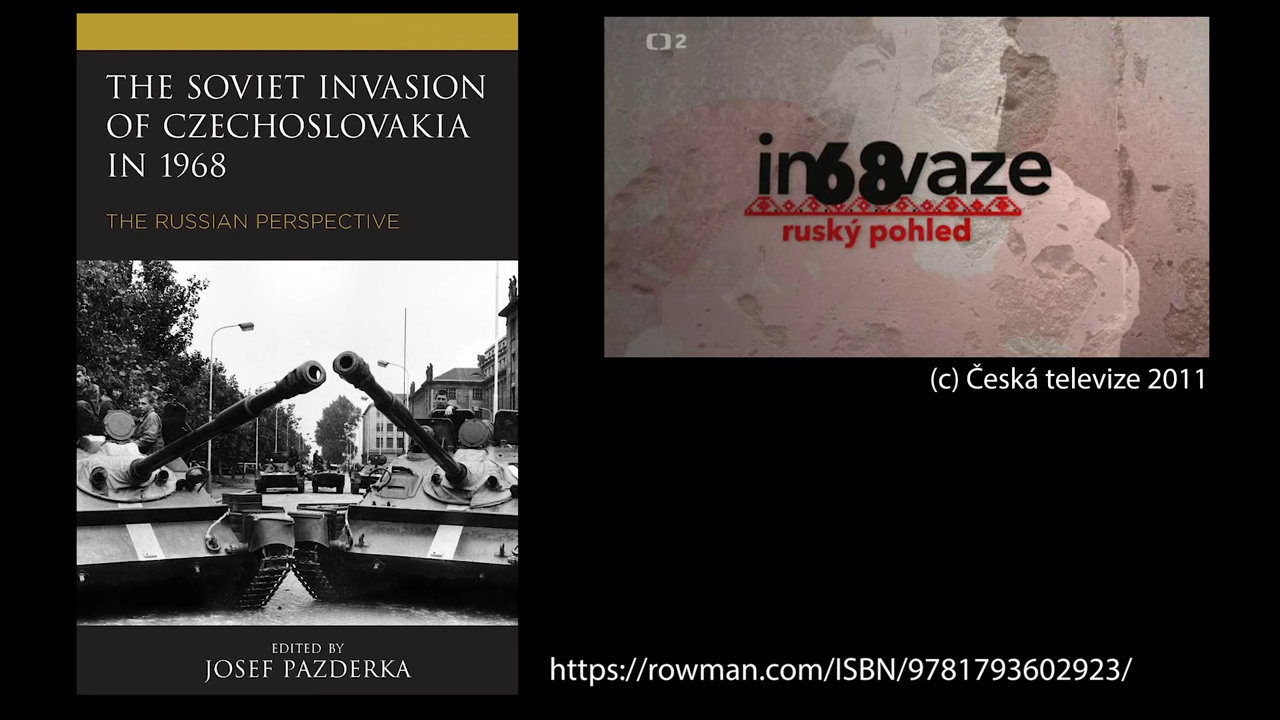 THE SOVIET INVASION
OF CZECHOSLOVAKIA
IN 1968
THE RUSSIAN PERSPECTIVE
EDITED BY
JOSEF PAZDERKA
2
in68vaze
ruský pohled
(c) Česká televize 2011
https://rowman.com/ISBN/9781793602923/